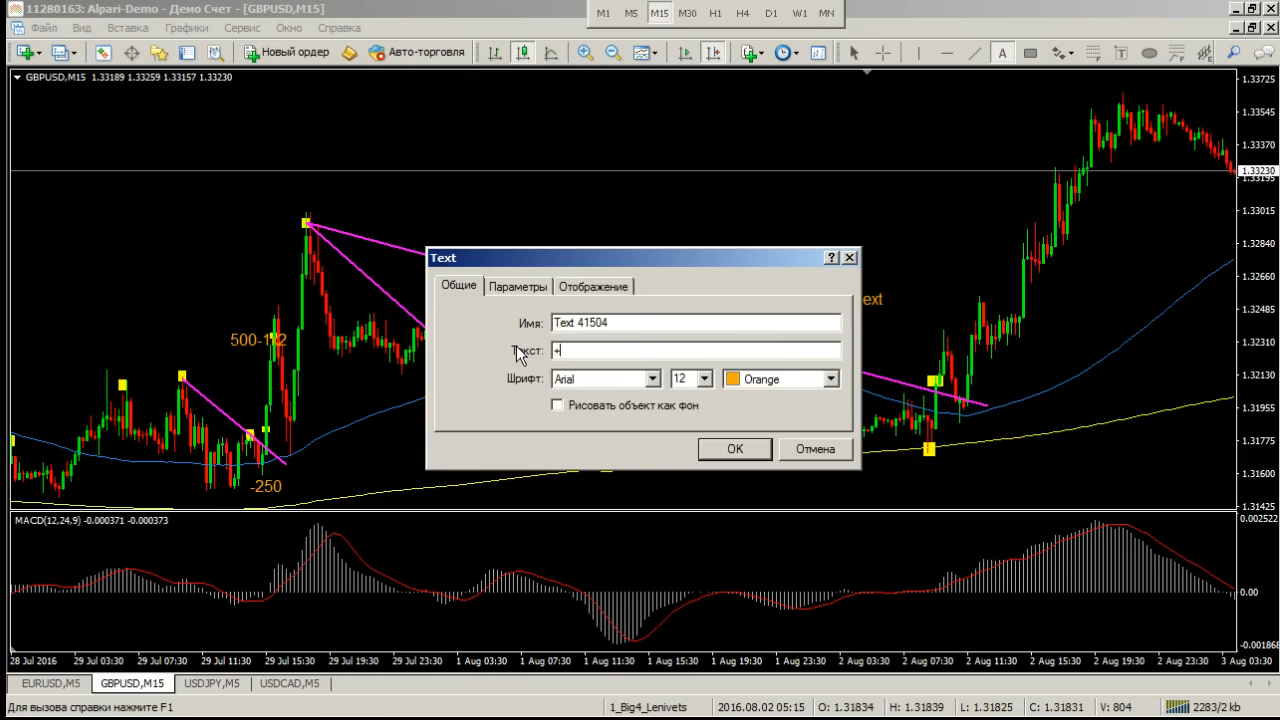 11280163: Alpari-Demo - Демо Счет - [GBPUSD,M15]
M1 M5 M15 M30 H1 H4 D1 W1 MN
Файл Вид Вставка Графики Сервис Окно Справка
Новый ордер Авто-торговля A T
GBPUSD,M15 1.33189 1.33259 1.33157 1.33230
1.33725
1.33545
1.33370
1.33230
1.33195
1.33015
1.32840
1.32660
1.32485
1.32310
1.32130
1.31955
1.31775
1.31600
1.31425
-250
ext
Text
Общие Параметры Отображение
Имя: Text 41504
Текст: +
Шрифт: Arial 12 Orange
Рисовать объект как фон
OK Отмена
MACD(12,24,9) -0.000371 -0.000373
0.002522
0.00
-0.001868
28 Jul 2016 29 Jul 03:30 29 Jul 07:30 29 Jul 11:30 29 Jul 15:30 29 Jul 19:30 29 Jul 23:30 1 Aug 03:30 1 Aug 07:30 1 Aug 11:30 1 Aug 15:30 1 Aug 19:30 1 Aug 23:30 2 Aug 03:30 2 Aug 07:30 2 Aug 11:30 2 Aug 15:30 2 Aug 19:30 2 Aug 23:30 3 Aug 03:30
EURUSD,M5 GBPUSD,M15 USDJPY,M5 USDCAD,M5
Для вызова справки нажмите F1 1_Big4_Lenivets 2016.08.02 05:15 O: 1.31834 H: 1.31839 L: 1.31825 C: 1.31831 V: 804 2283/2 kb